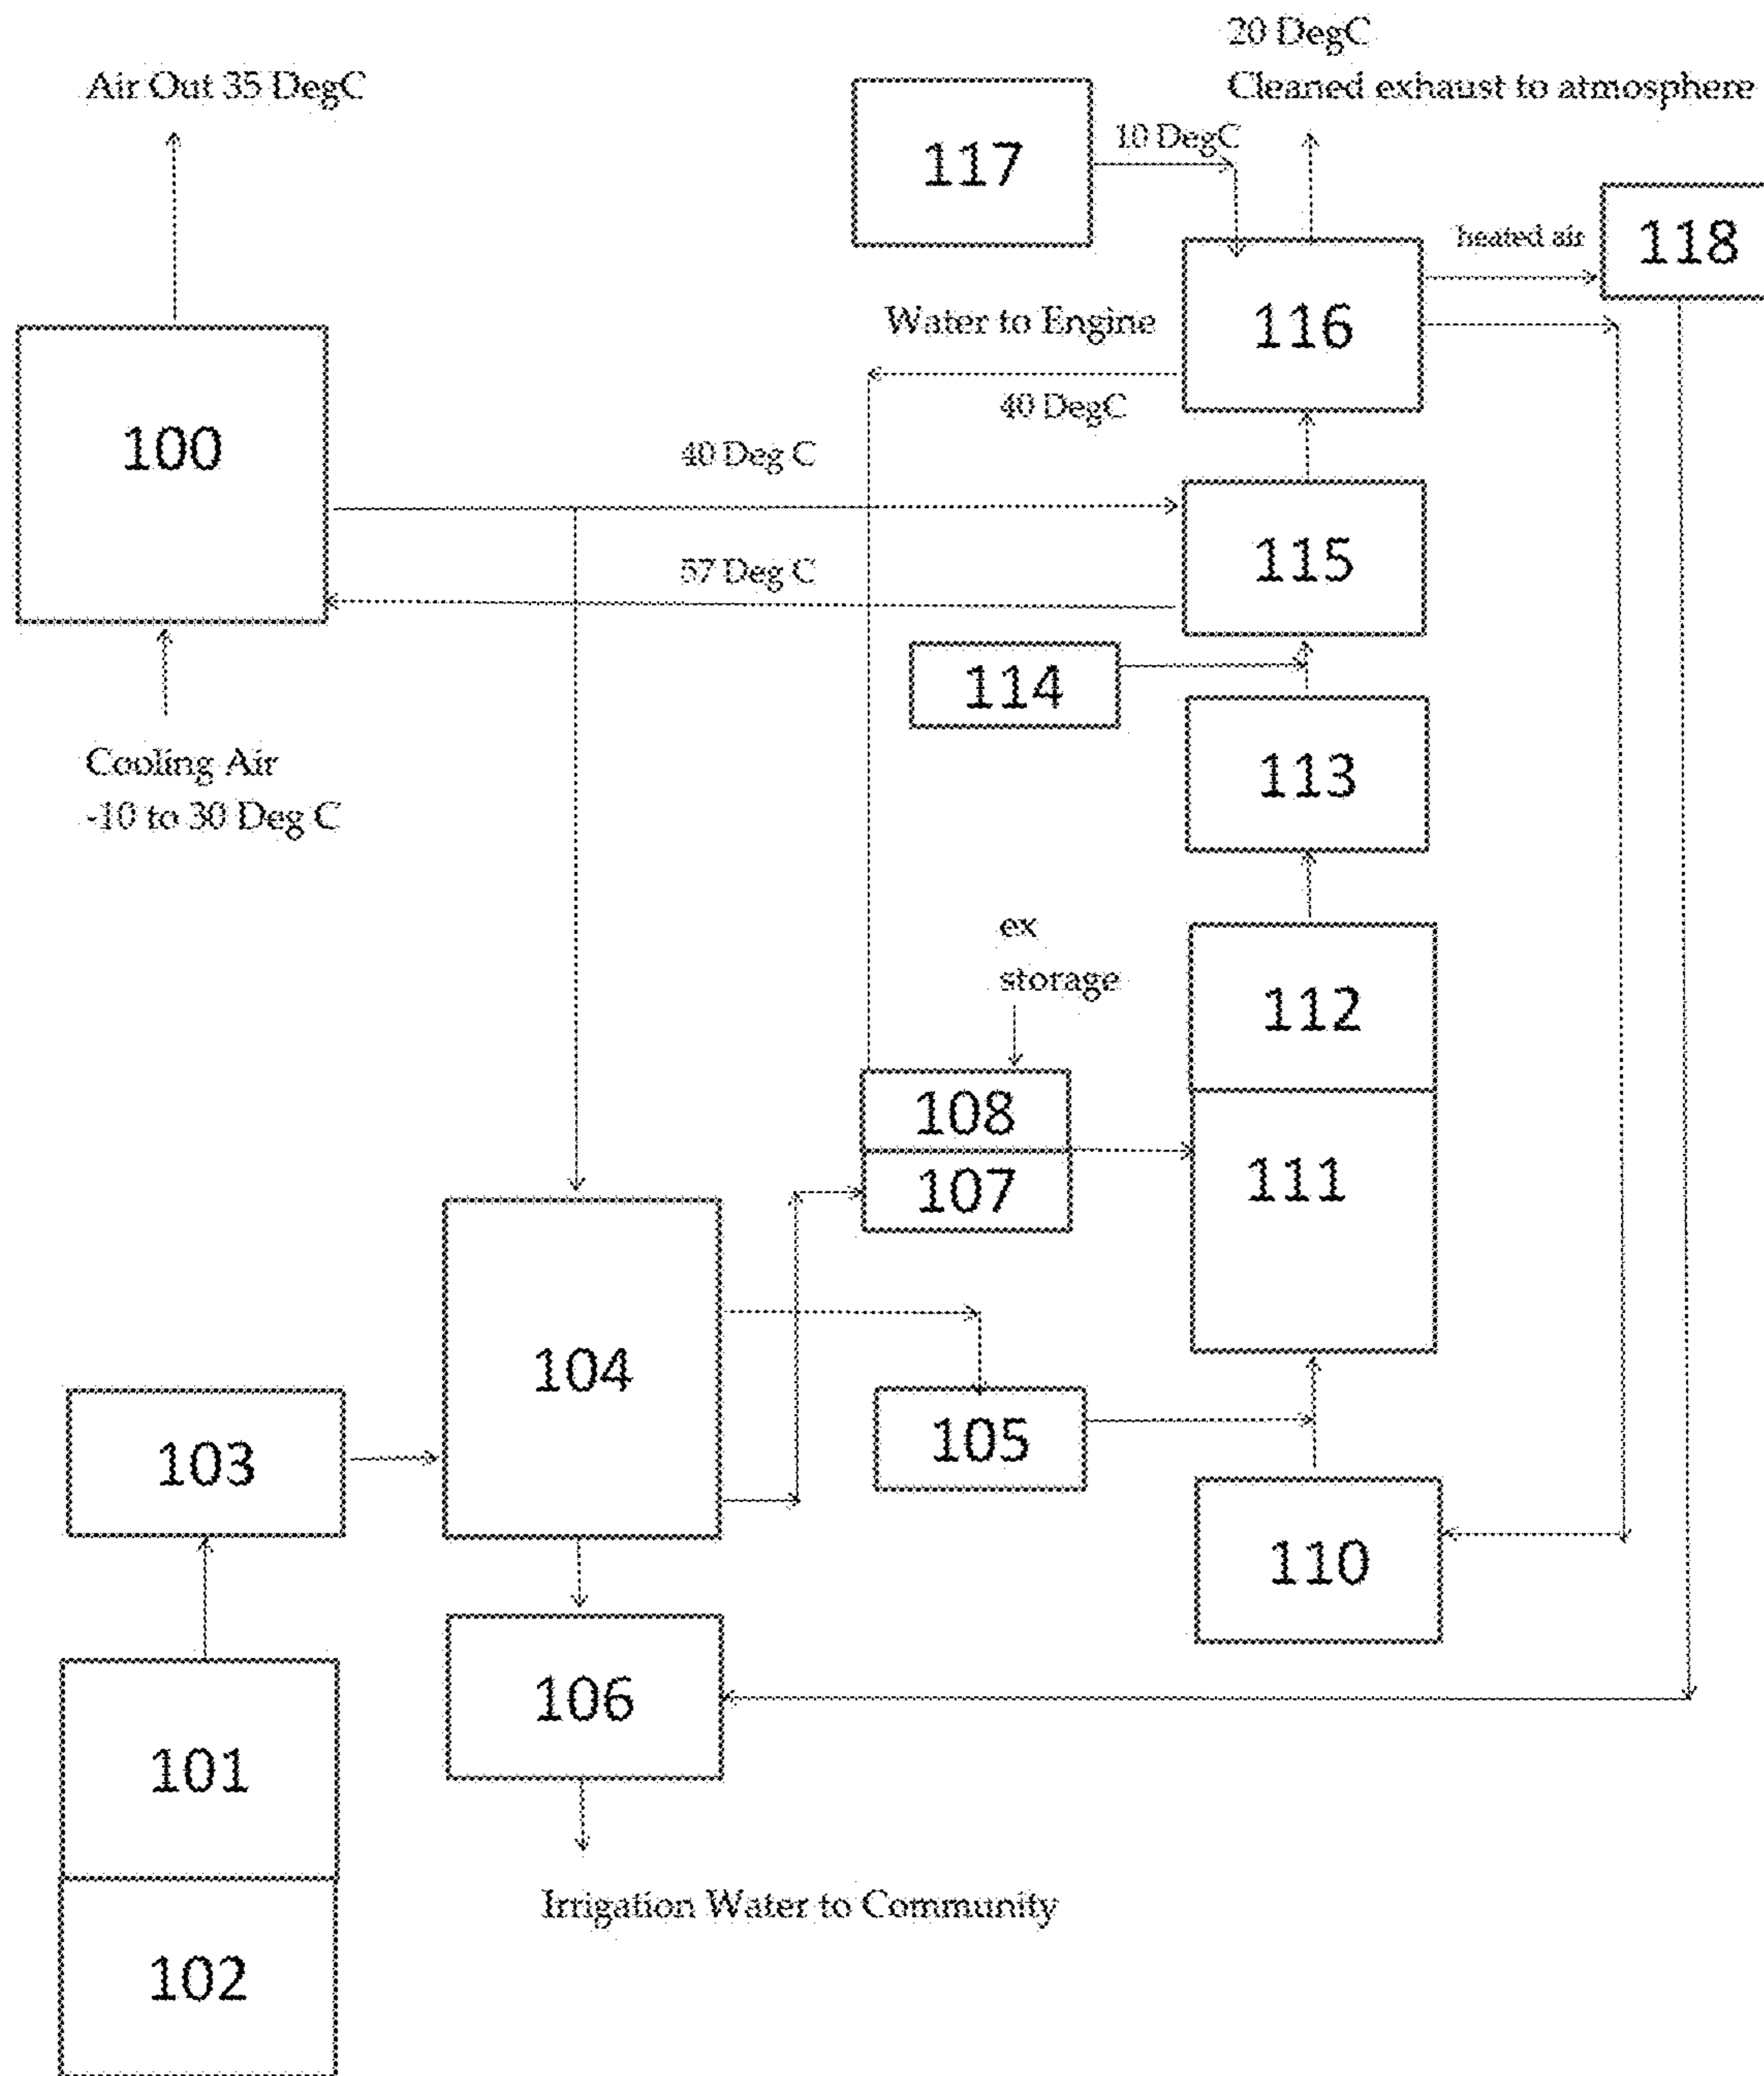 20 DegC
Cleaned exhaust to atmosphere
Air Out 35 DegC
117
10 DegC
118
heated air
116
Water to Engine
40 DegC
100
40 Deg C
115
57 Deg C
114
113
Cooling Air
-10 to 30 Deg C
ex
storage
112
108
111
107
104
105
103
110
106
101
Irrigation Water to Community
102